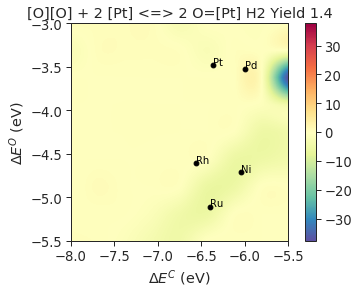 [O][O] + 2 [Pt] <=> 2 O=[Pt] H2 Yield 1.4
−3.0
−3.5
−4.0
−4.5
−5.0
−5.5
ΔE^O (eV)
Pt
Pd
Rh
Ni
Ru
−8.0 −7.5 −7.0 −6.5 −6.0 −5.5
ΔE^C (eV)
30
20
10
0
−10
−20
−30